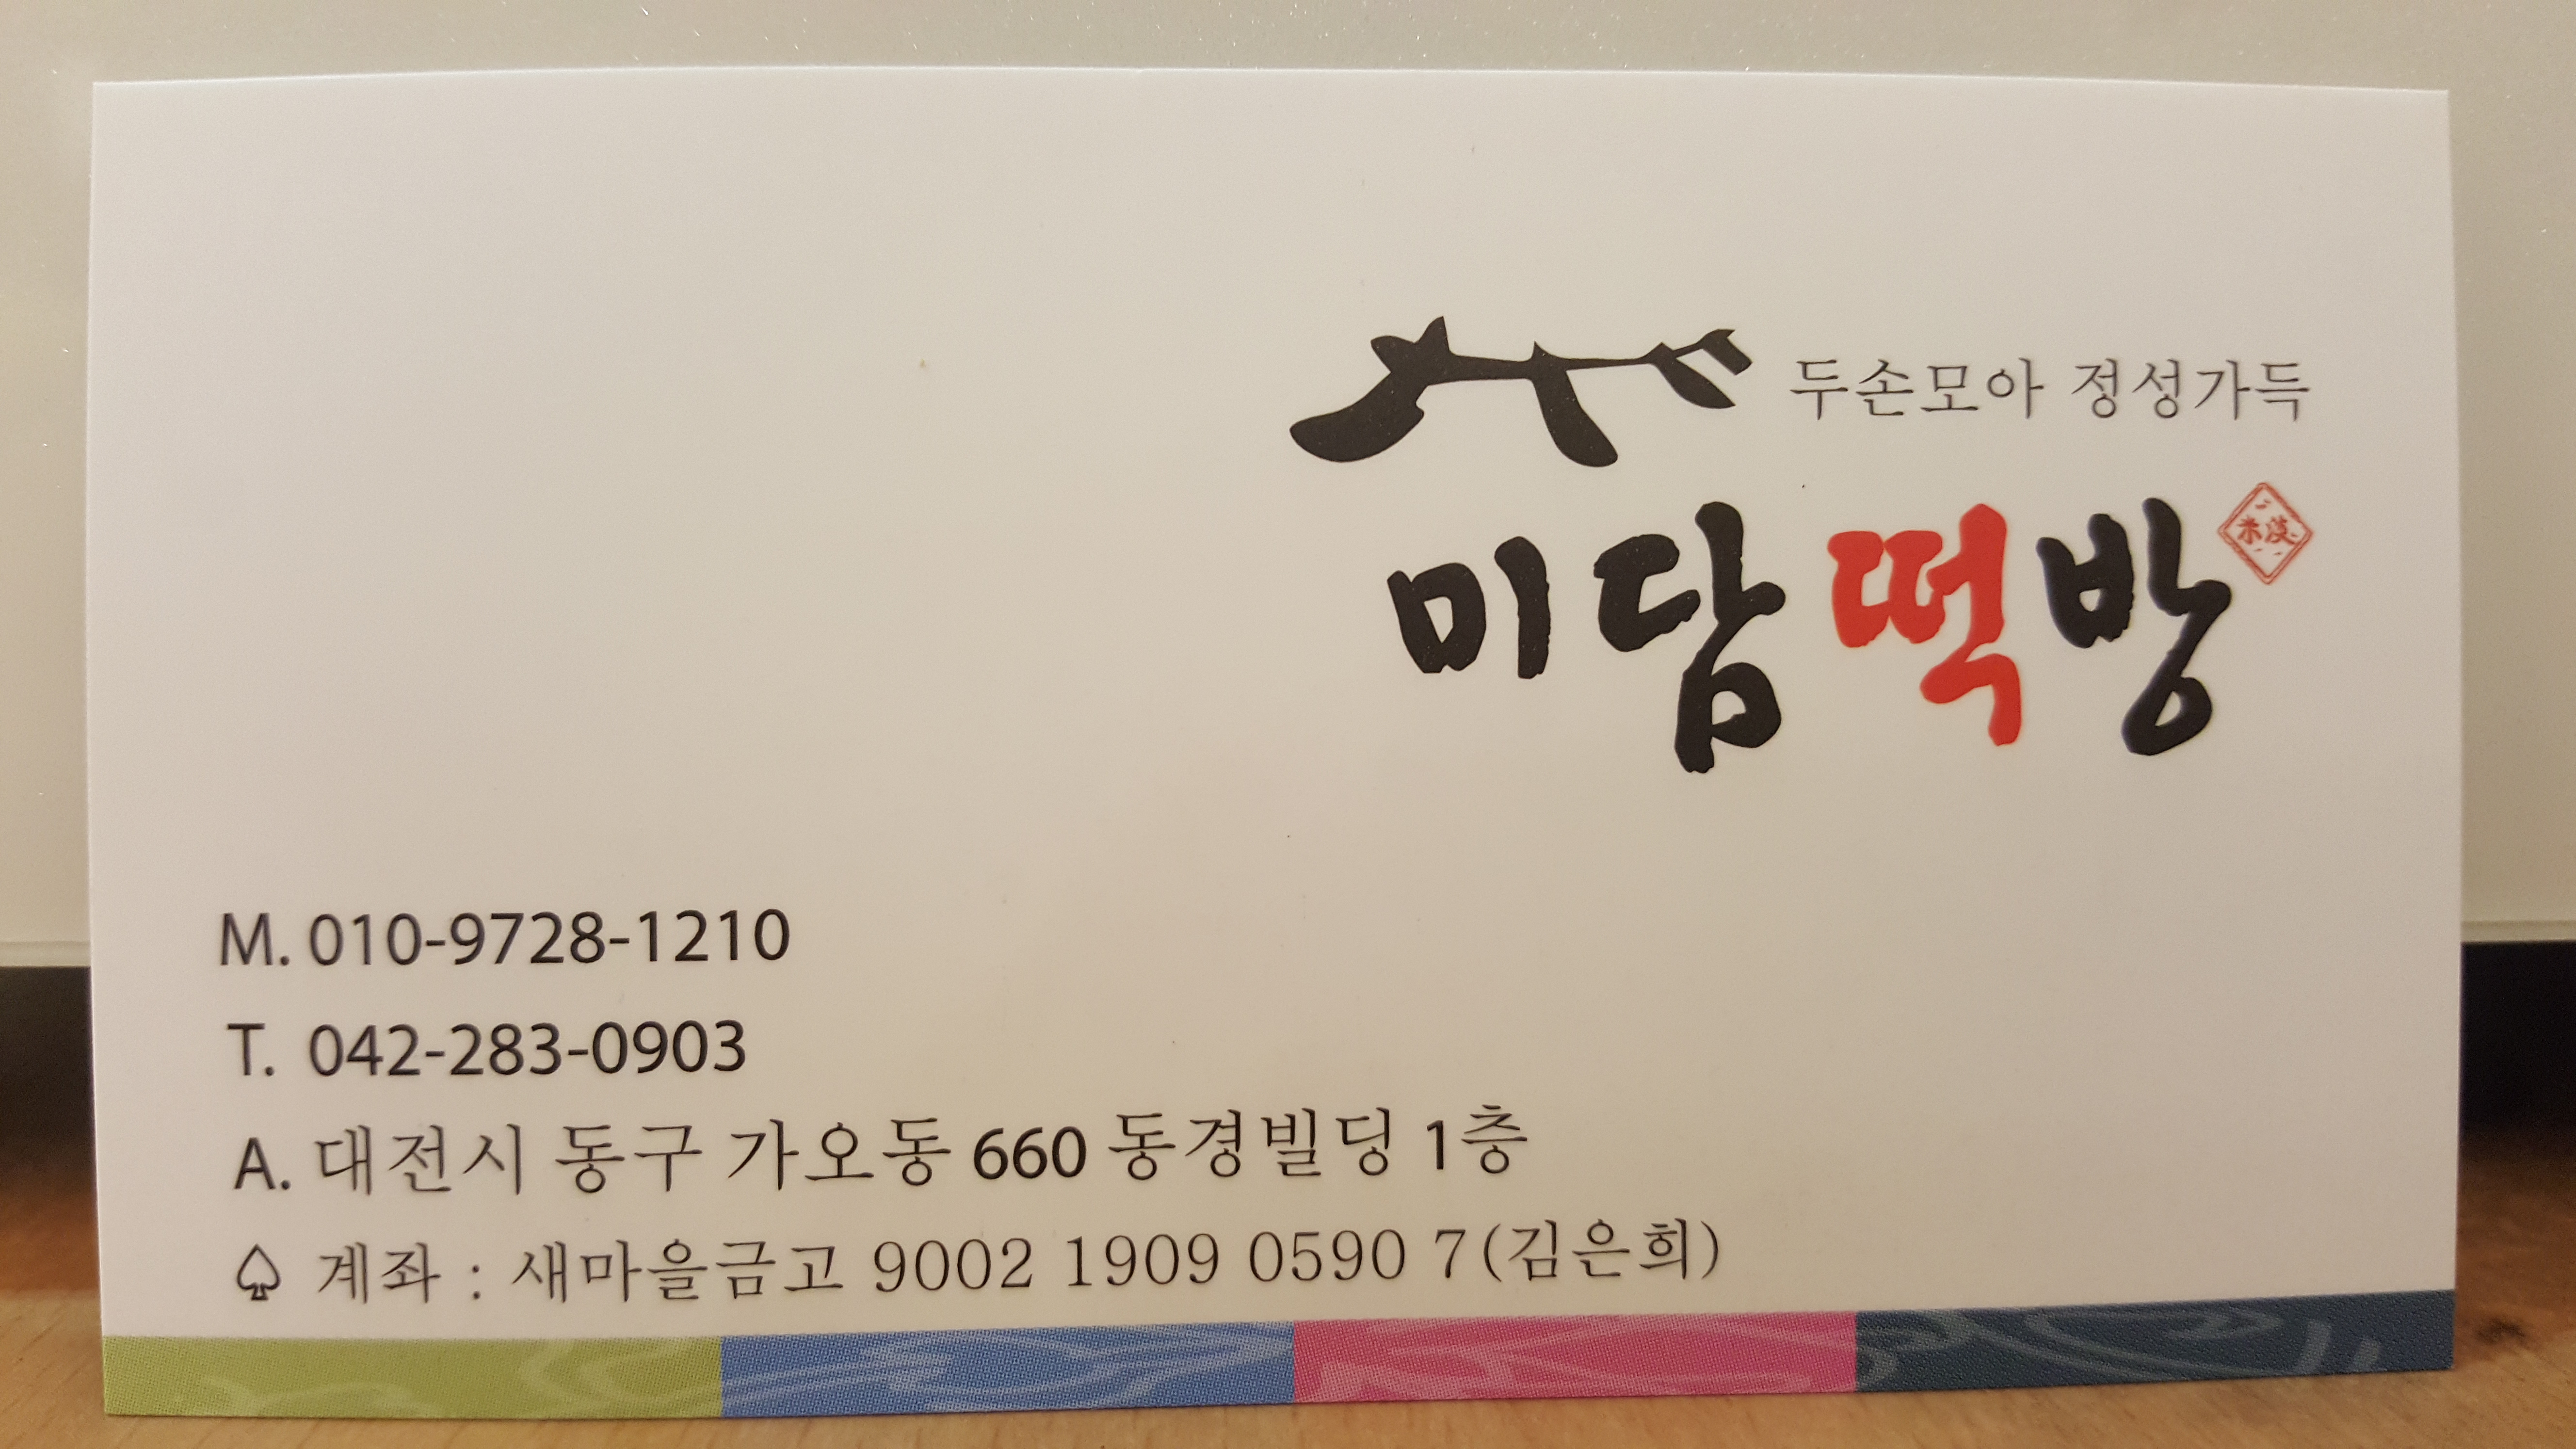 두손모아 정성가득
미담떡방
M. 010-9728-1210
T. 042-283-0903
A. 대전시 동구 가오동 660 동경빌딩 1층
♤ 계좌 : 새마을금고 9002 1909 0590 7(김은희)